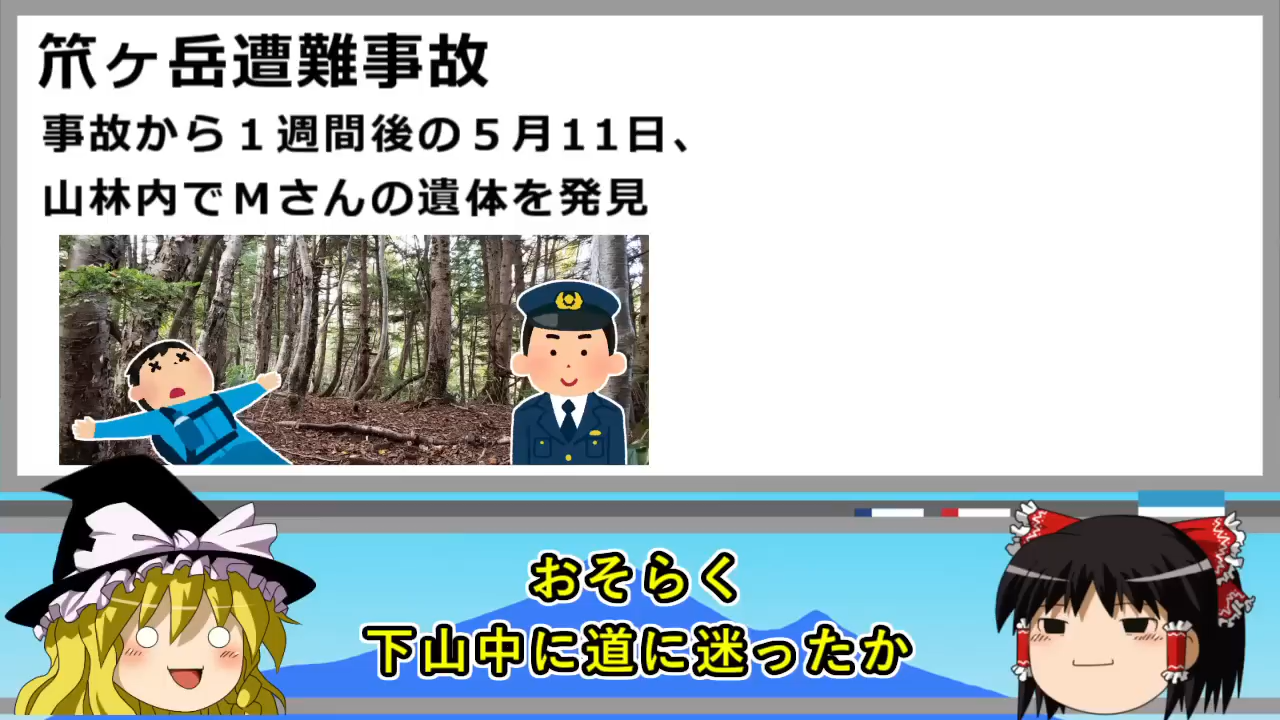 笊ヶ岳遭難事故
事故から１週間後の５月11日、
山林内でＭさんの遺体を発見
おそらく
下山中に道に迷ったか